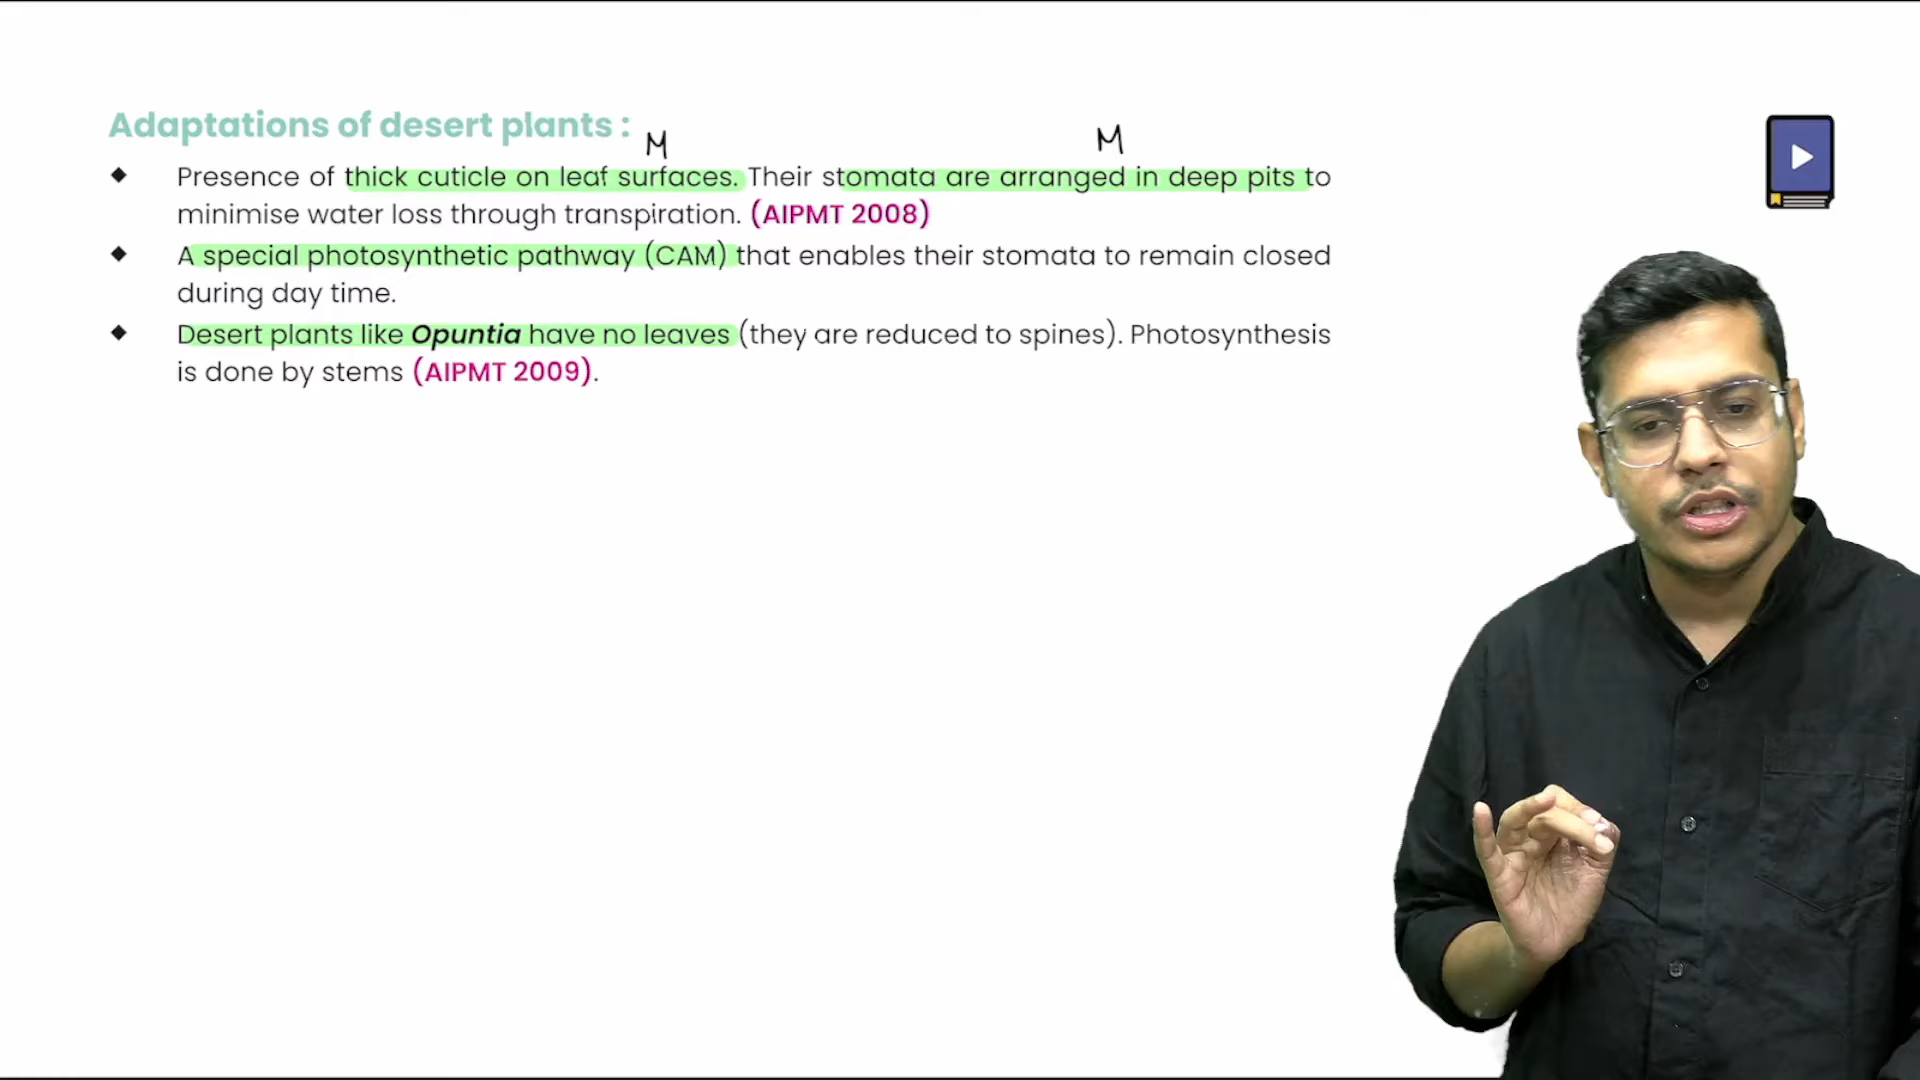 Adaptations of desert plants :
M M
◆ Presence of thick cuticle on leaf surfaces. Their stomata are arranged in deep pits to
minimise water loss through transpiration. (AIPMT 2008)
◆ A special photosynthetic pathway (CAM) that enables their stomata to remain closed
during day time.
◆ Desert plants like Opuntia have no leaves (they are reduced to spines). Photosynthesis
is done by stems (AIPMT 2009).